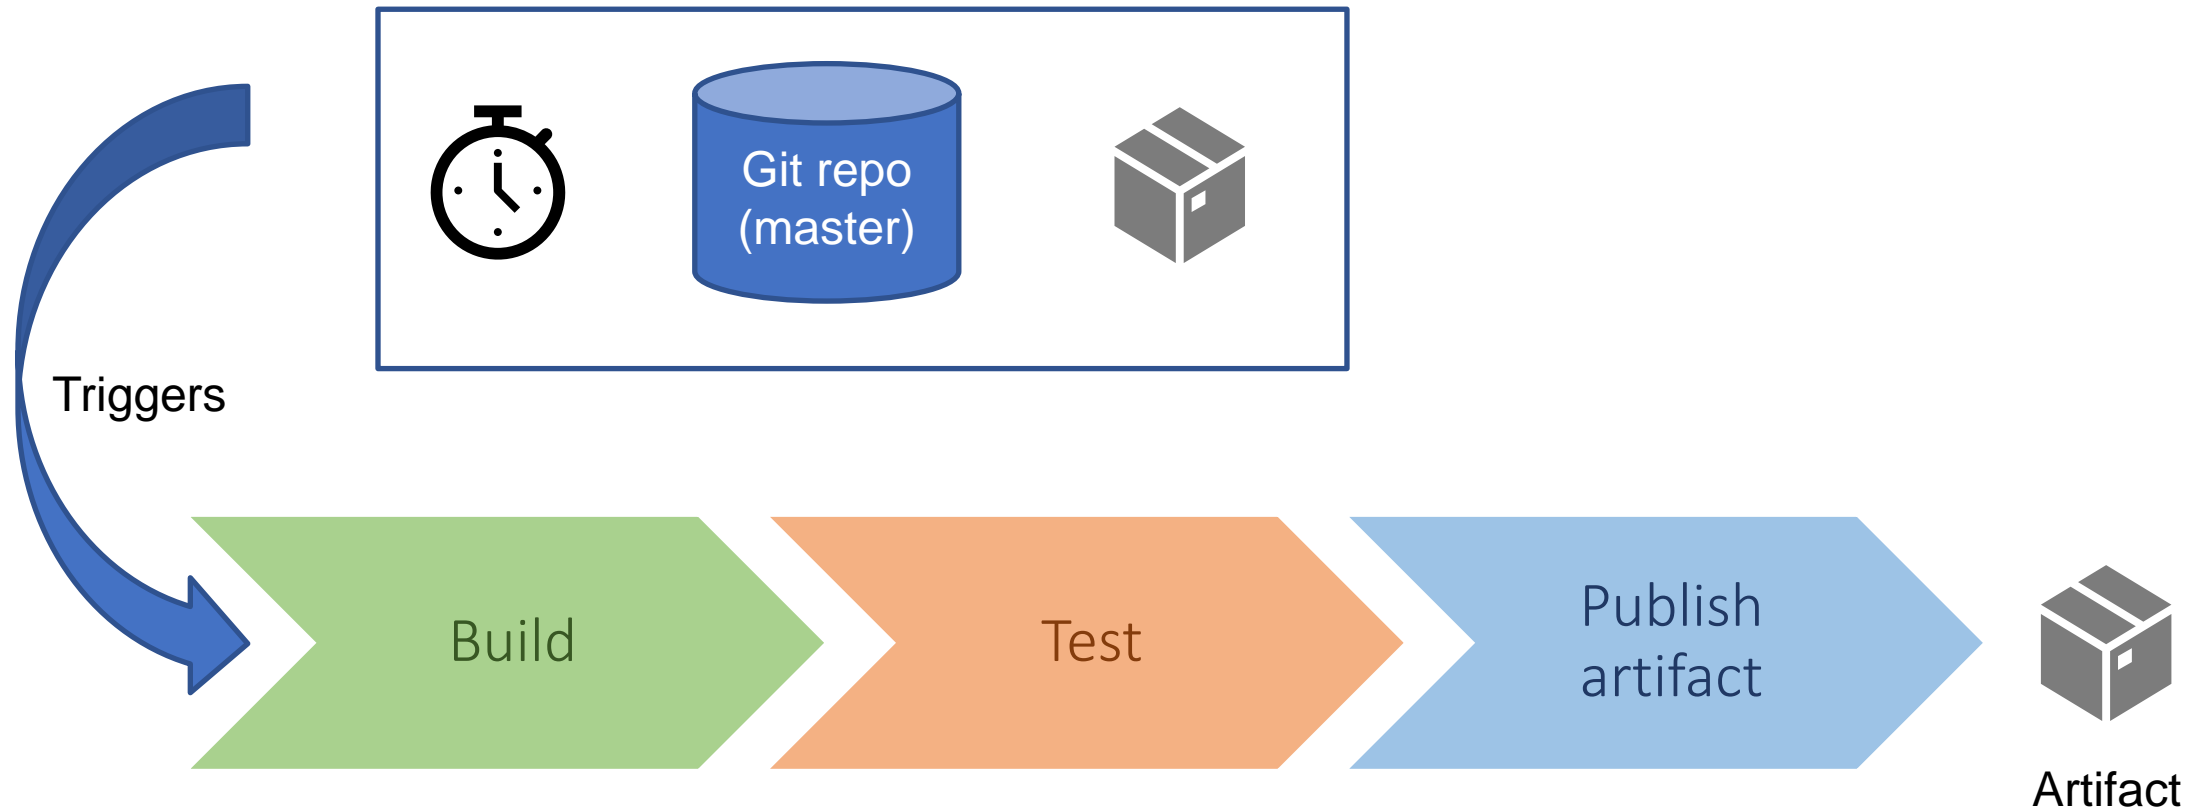 Git repo
(master)
Triggers
Build
Test
Publish
artifact
Artifact